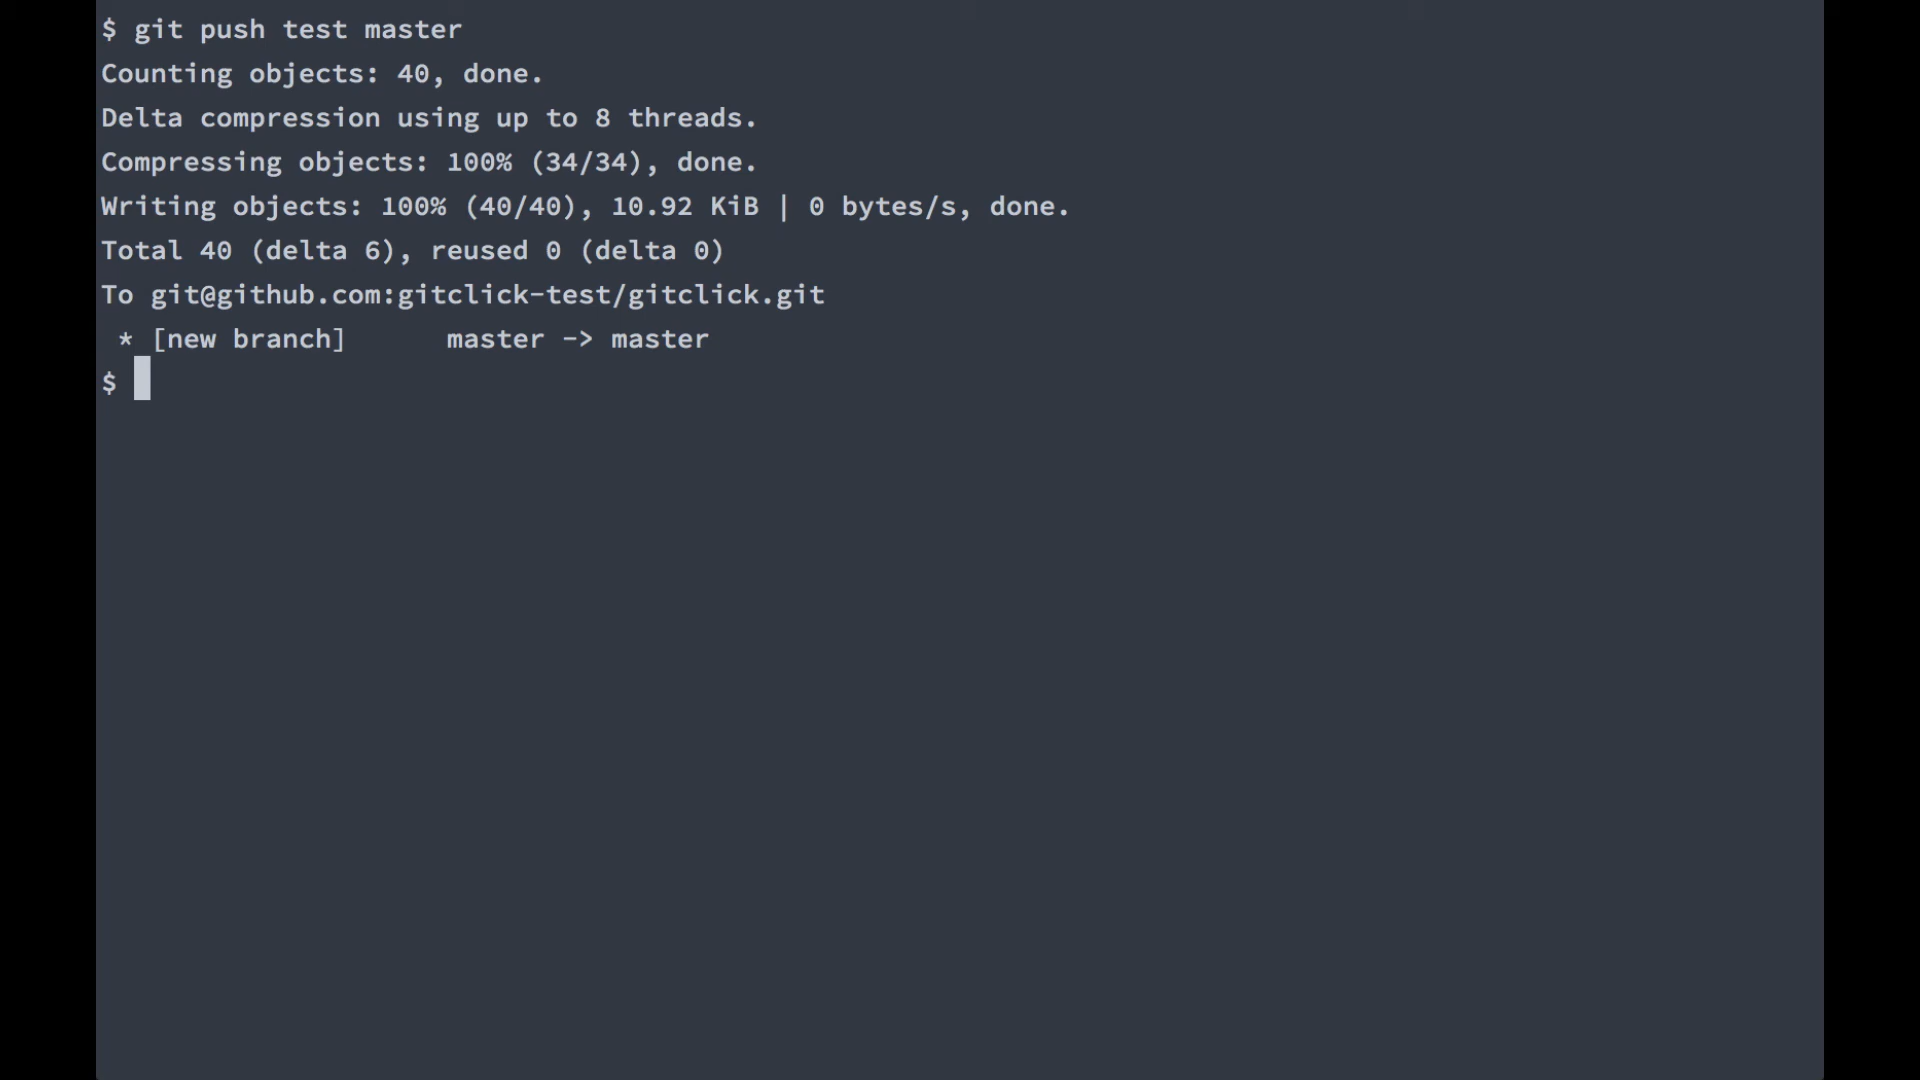 $ git push test master
Counting objects: 40, done.
Delta compression using up to 8 threads.
Compressing objects: 100% (34/34), done.
Writing objects: 100% (40/40), 10.92 KiB | 0 bytes/s, done.
Total 40 (delta 6), reused 0 (delta 0)
To git@github.com:gitclick-test/gitclick.git
 * [new branch]      master -> master
$